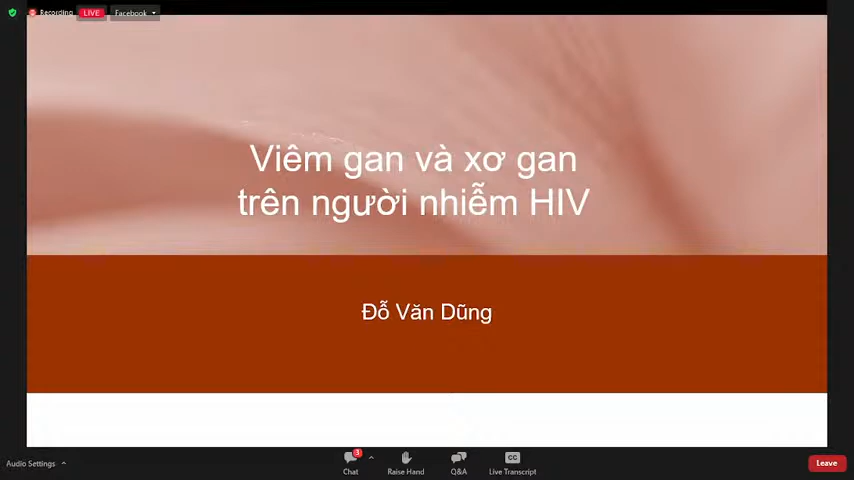 Recording
LIVE
Facebook
Viêm gan và xơ gan
trên người nhiễm HIV
Đỗ Văn Dũng
Audio Settings
3
Chat
Raise Hand
Q&A
CC
Live Transcript
Leave